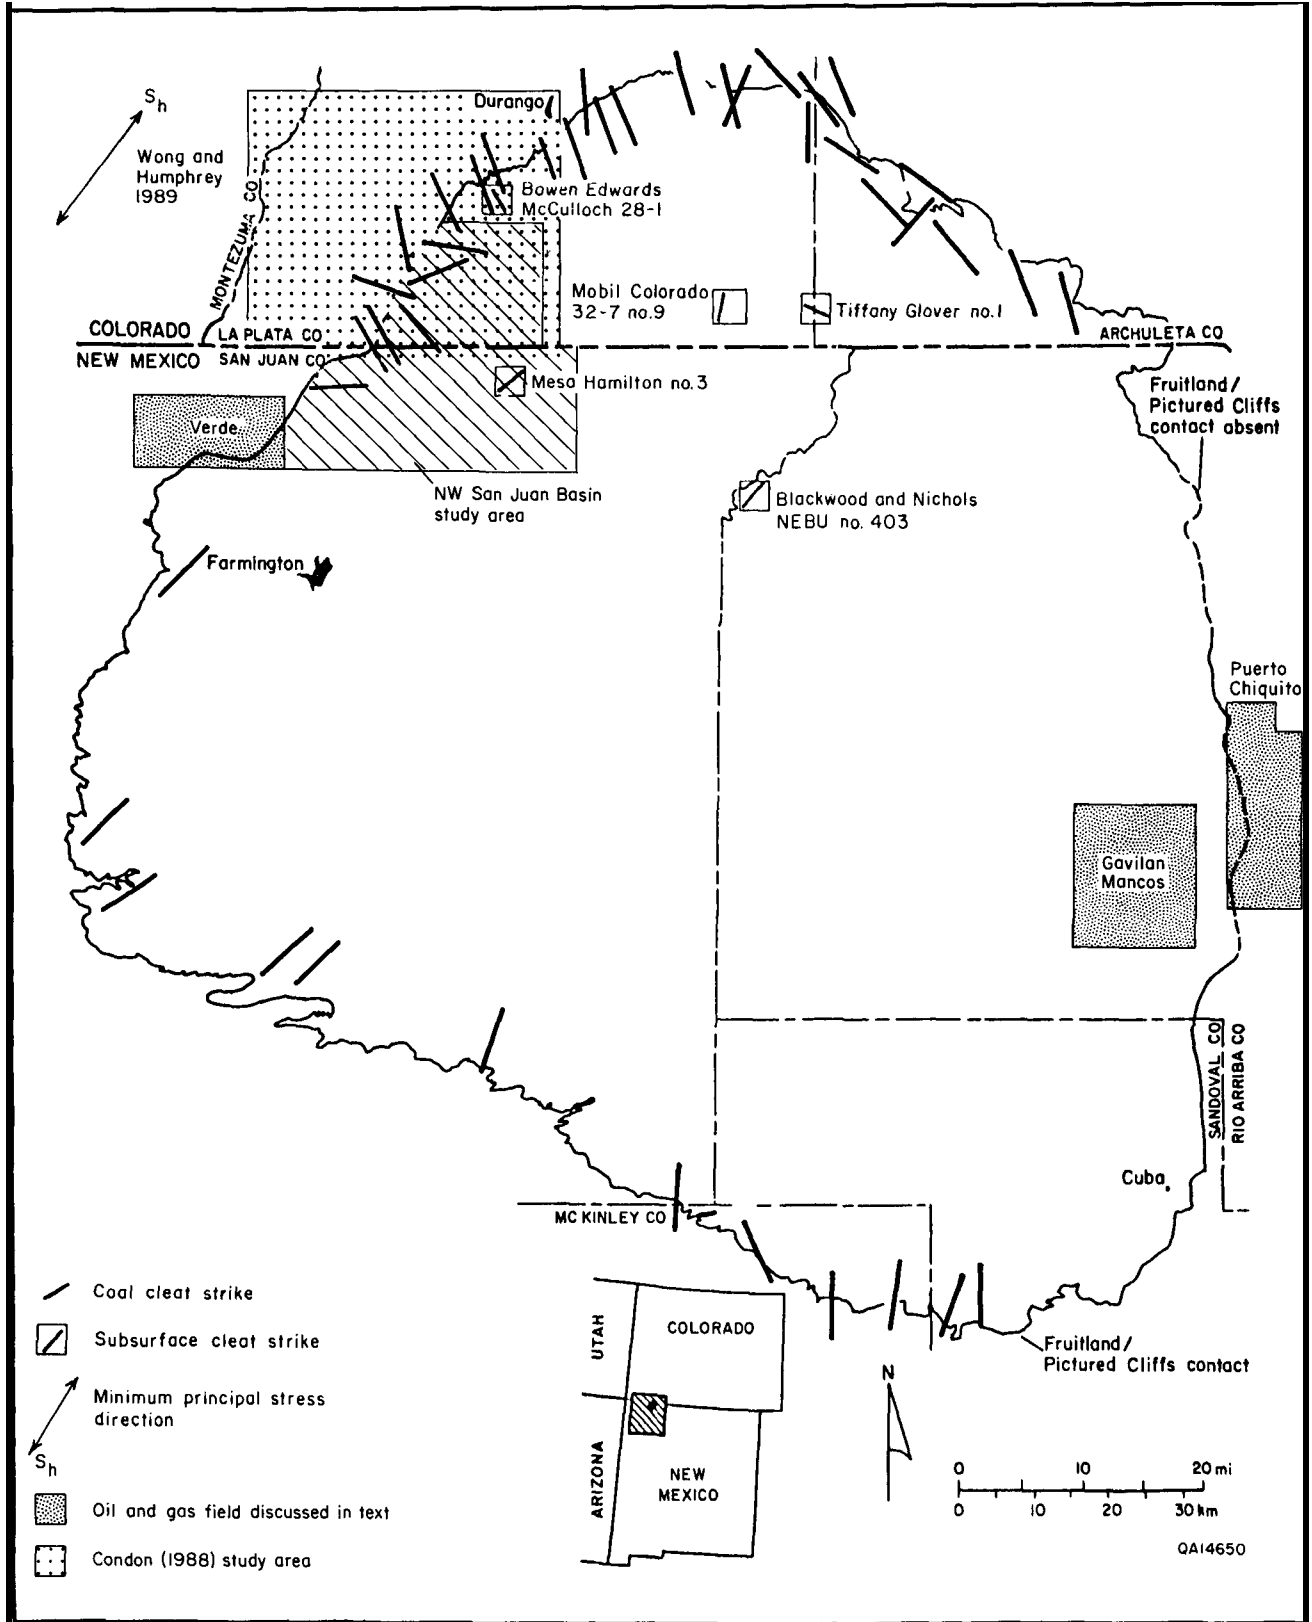 Sh
Wong and
Humphrey
1989
MONTEZUMA CO
Durango
Bowen Edwards
McCulloch 28-1
Mobil Colorado
32-7 no.9
Tiffany Glover no.1
COLORADO
LA PLATA CO
ARCHULETA CO
NEW MEXICO
SAN JUAN CO
Mesa Hamilton no.3
Fruitland/
Pictured Cliffs
contact absent
Verde
NW San Juan Basin
study area
Blackwood and Nichols
NEBU no. 403
Farmington
Puerto
Chiquito
Gavilan
Mancos
SANDOVAL CO
RIO ARRIBA CO
Cuba
MC KINLEY CO
Fruitland/
Pictured Cliffs contact
Coal cleat strike
Subsurface cleat strike
Minimum principal stress
direction
Sh
Oil and gas field discussed in text
Condon (1988) study area
UTAH
COLORADO
ARIZONA
NEW
MEXICO
N
0 10 20 mi
0 10 20 30 km
QA14650